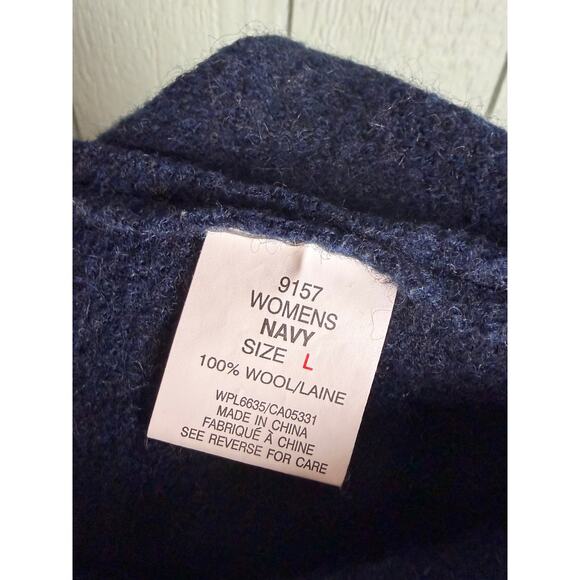 9157
WOMENS
NAVY
SIZE L
100% WOOL/LAINE
WPL6635/CA05331
MADE IN CHINA
FABRIQUÉ À CHINE
SEE REVERSE FOR CARE